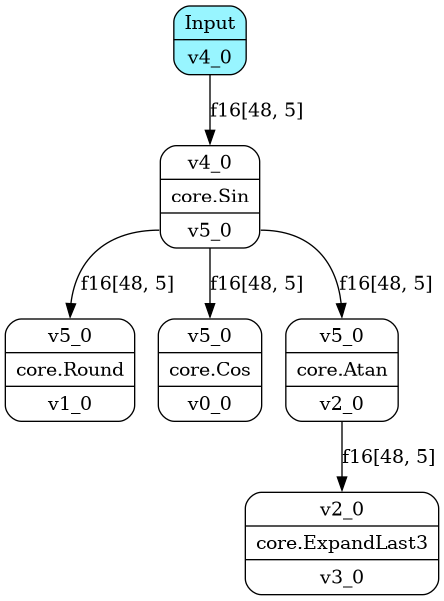 Input
v4_0
f16[48, 5]
v4_0
core.Sin
v5_0
f16[48, 5]
f16[48, 5]
f16[48, 5]
v5_0
core.Round
v1_0
v5_0
core.Cos
v0_0
v5_0
core.Atan
v2_0
f16[48, 5]
v2_0
core.ExpandLast3
v3_0